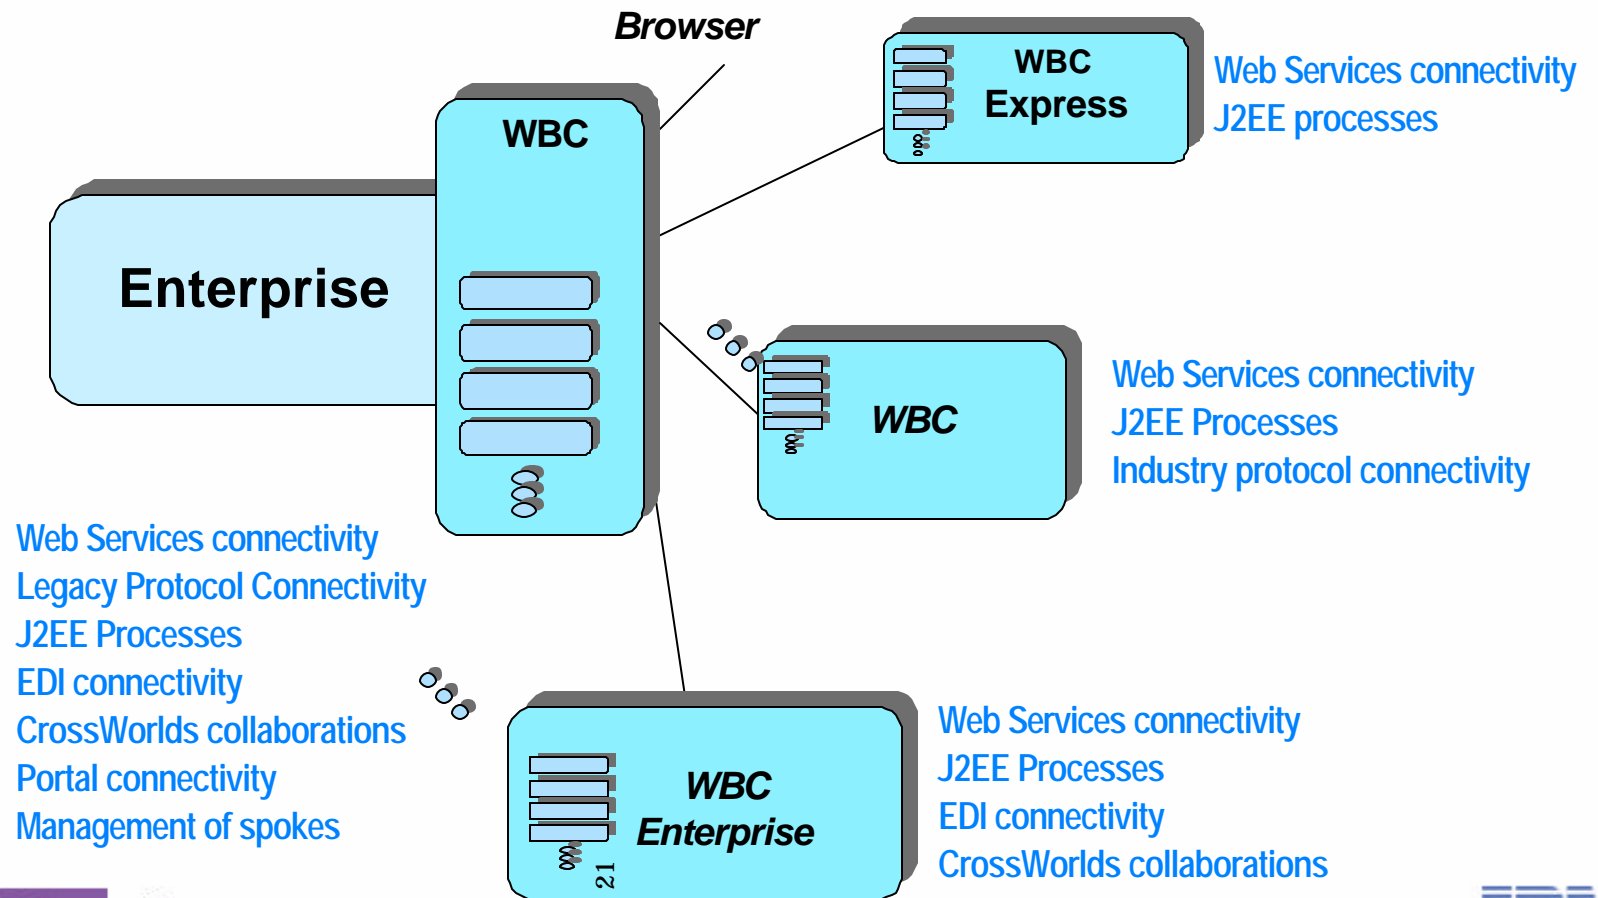 Browser
WBC
Express
Web Services connectivity
J2EE processes
WBC
Enterprise
WBC
Web Services connectivity
J2EE Processes
Industry protocol connectivity
Web Services connectivity
Legacy Protocol Connectivity
J2EE Processes
EDI connectivity
CrossWorlds collaborations
Portal connectivity
Management of spokes
WBC
Enterprise
21
Web Services connectivity
J2EE Processes
EDI connectivity
CrossWorlds collaborations